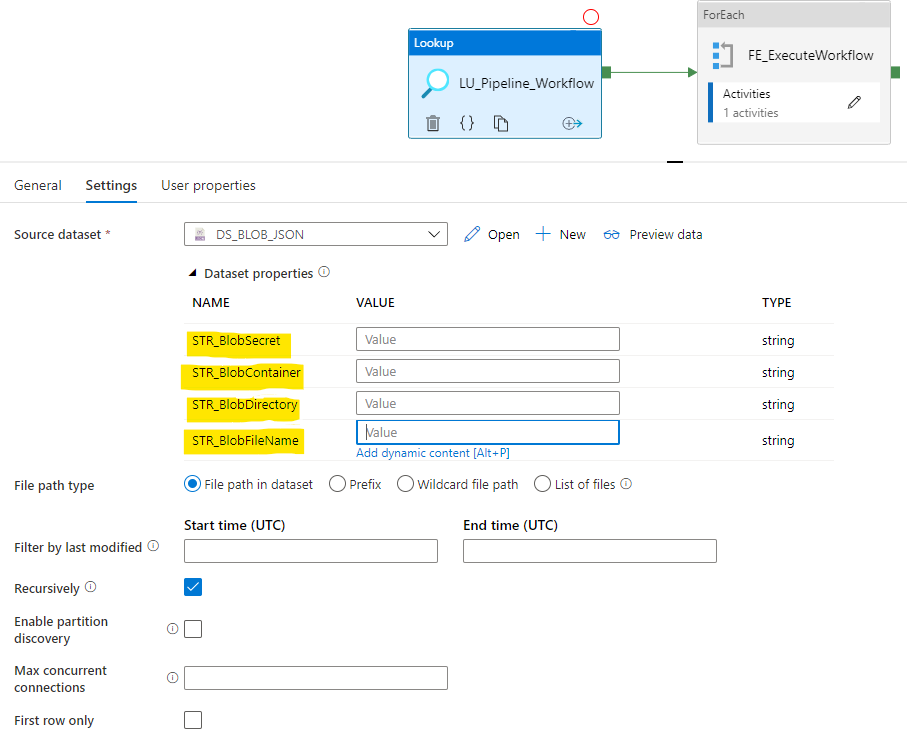 ForEach
Lookup
FE_ExecuteWorkflow
LU_Pipeline_Workflow
Activities
1 activities
General Settings User properties
Source dataset * DS_BLOB_JSON Open New Preview data
Dataset properties
NAME VALUE TYPE
STR_BlobSecret Value string
STR_BlobContainer Value string
STR_BlobDirectory Value string
STR_BlobFileName Value string
Add dynamic content [Alt+P]
File path type File path in dataset Prefix Wildcard file path List of files
Start time (UTC) End time (UTC)
Filter by last modified
Recursively
Enable partition
discovery
Max concurrent
connections
First row only